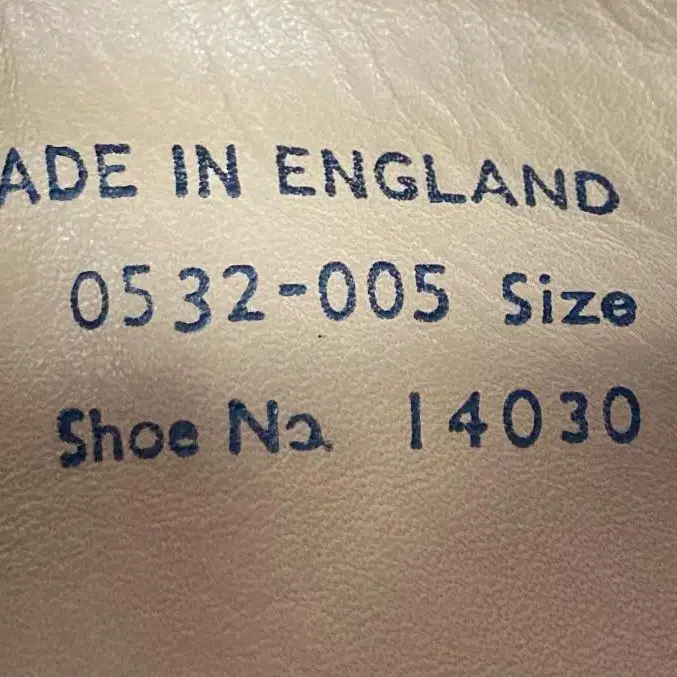 ADE IN ENGLAND
0532-005 Size
Shoe No. 14030